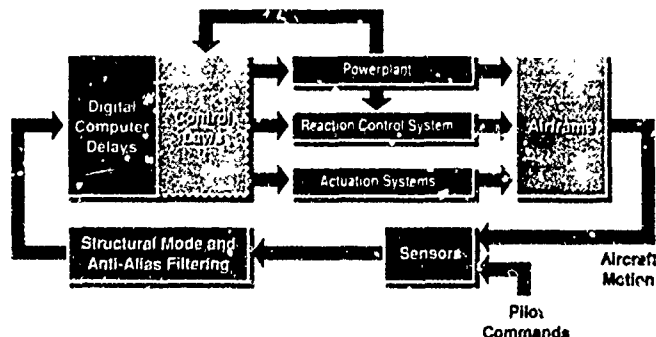 Digital
Computer
Delays
Control
Laws
Powerplant
Reaction Control System
Actuation Systems
Airframe
Structural Mode and
Anti-Alias Filtering
Sensors
Aircraft
Motion
Pilot
Commands